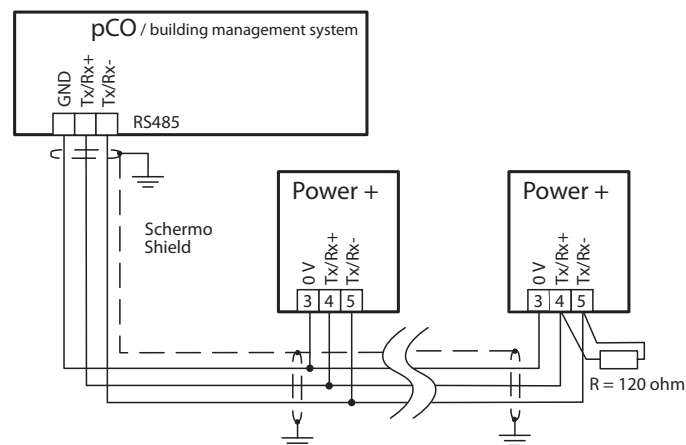 pCO / building management system
GND
Tx/Rx+
Tx/Rx-
RS485
Schermo
Shield
Power +
0 V
Tx/Rx+
Tx/Rx-
3 4 5
Power +
0 V
Tx/Rx+
Tx/Rx-
3 4 5
R = 120 ohm